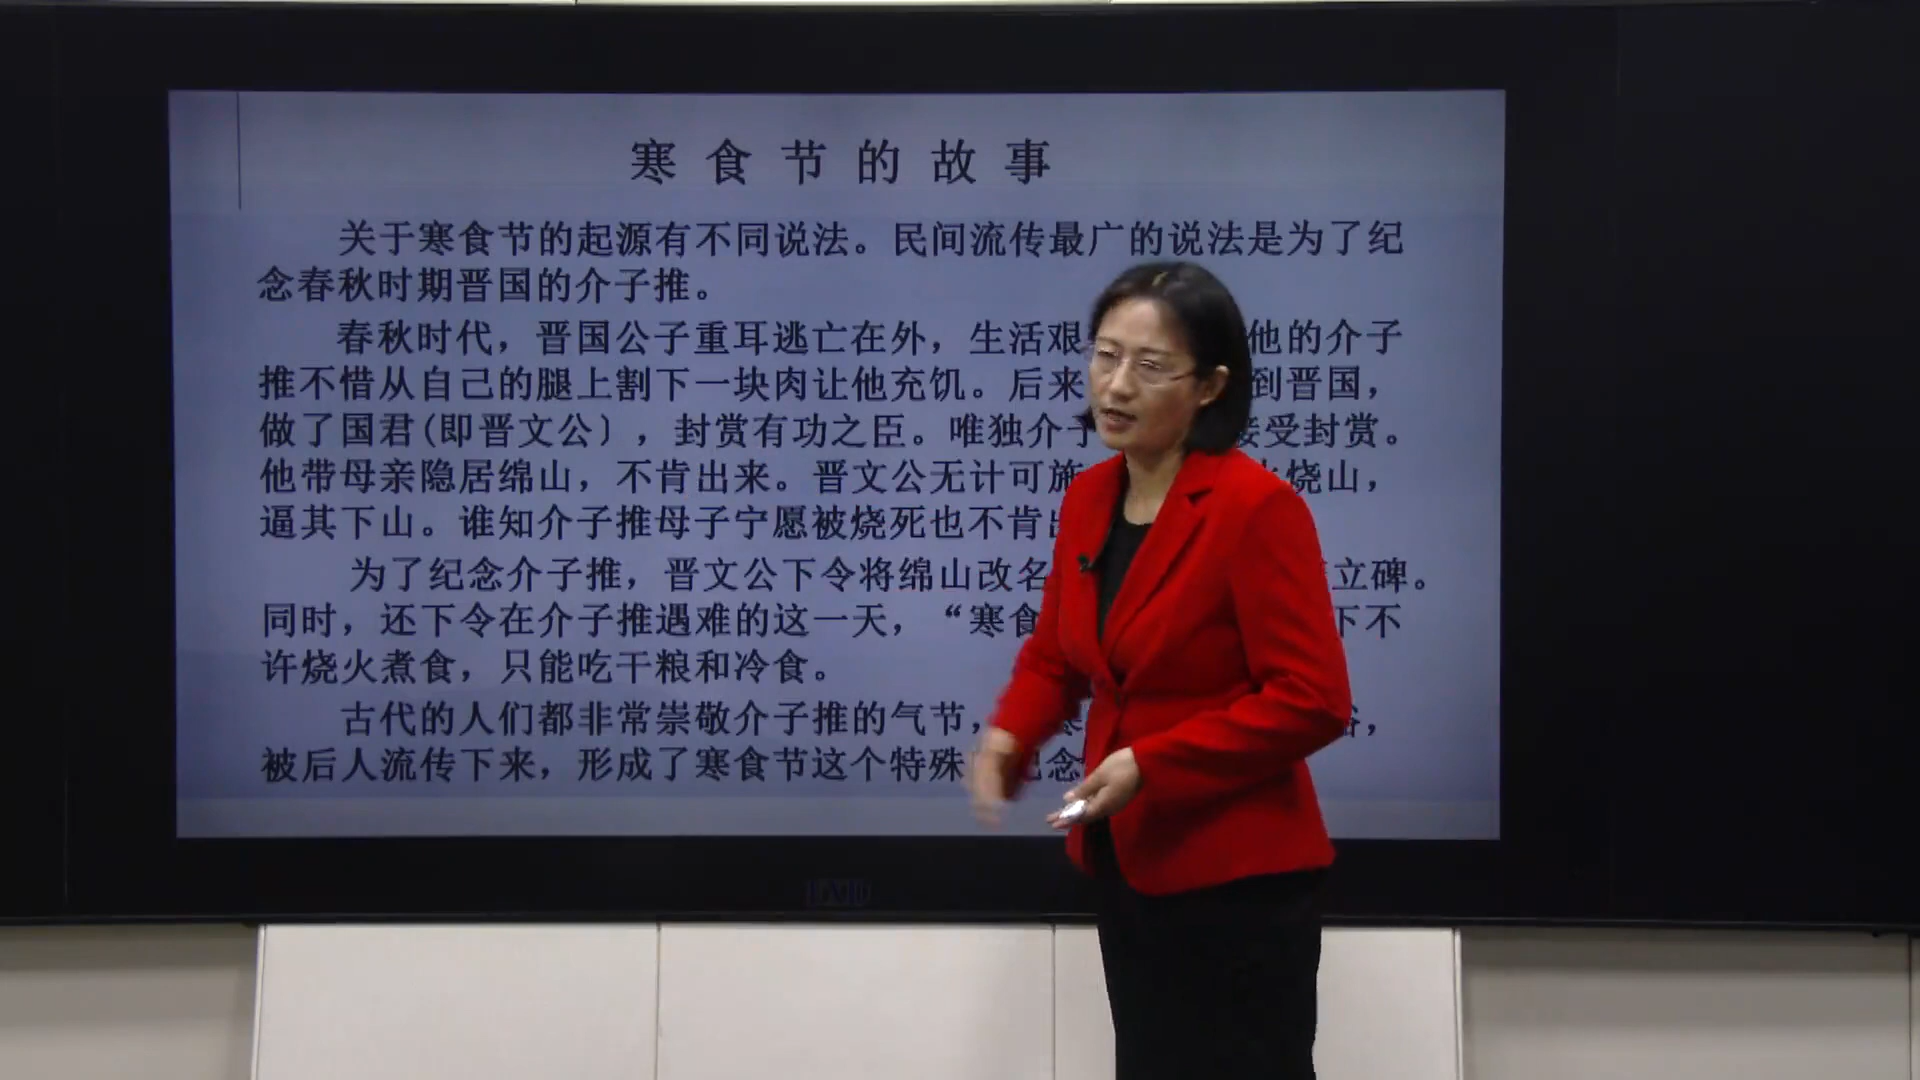 寒食节的故事
关于寒食节的起源有不同说法。民间流传最广的说法是为了纪
念春秋时期晋国的介子推。
春秋时代，晋国公子重耳逃亡在外，生活艰 他的介子
推不惜从自己的腿上割下一块肉让他充饥。后来 到晋国，
做了国君(即晋文公〕，封赏有功之臣。唯独介子 接受封赏。
他带母亲隐居绵山，不肯出来。晋文公无计可施 烧山，
逼其下山。谁知介子推母子宁愿被烧死也不肯
为了纪念介子推，晋文公下令将绵山改名 立碑。
同时，还下令在介子推遇难的这一天，“寒食 下不
许烧火煮食，只能吃干粮和冷食。
古代的人们都非常崇敬介子推的气节， ，
被后人流传下来，形成了寒食节这个特殊 纪念